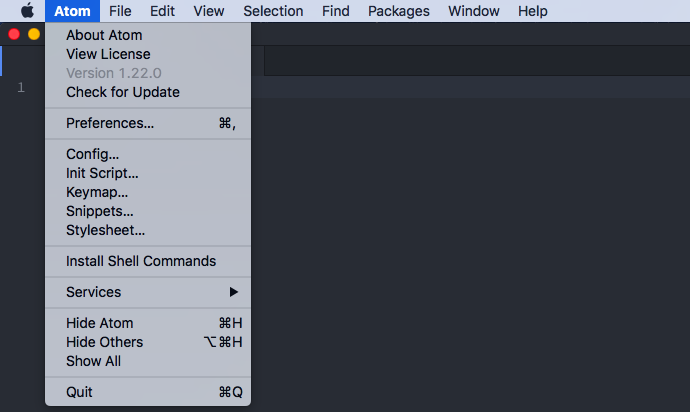 Atom File Edit View Selection Find Packages Window Help
About Atom
View License
Version 1.22.0
Check for Update
Preferences... ⌘,
Config...
Init Script...
Keymap...
Snippets...
Stylesheet...
Install Shell Commands
Services ▶
Hide Atom ⌘H
Hide Others ⌥⌘H
Show All
Quit ⌘Q
1